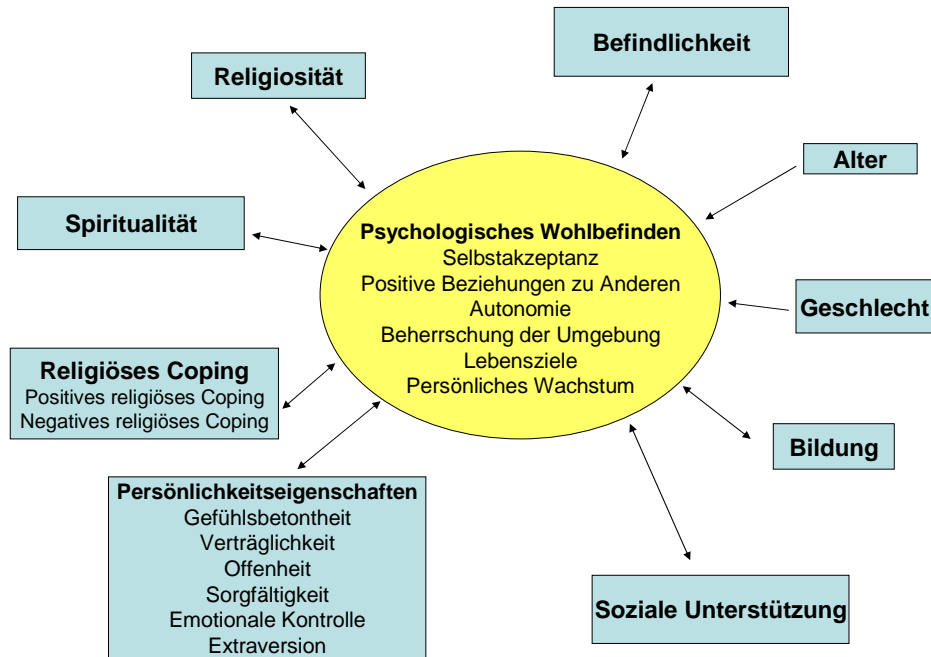 Befindlichkeit
Religiosität
Alter
Spiritualität
Psychologisches Wohlbefinden
Selbstakzeptanz
Positive Beziehungen zu Anderen
Autonomie
Beherrschung der Umgebung
Lebensziele
Persönliches Wachstum
Geschlecht
Religiöses Coping
Positives religiöses Coping
Negatives religiöses Coping
Bildung
Persönlichkeitseigenschaften
Gefühlsbetontheit
Verträglichkeit
Offenheit
Sorgfältigkeit
Emotionale Kontrolle
Extraversion
Soziale Unterstützung